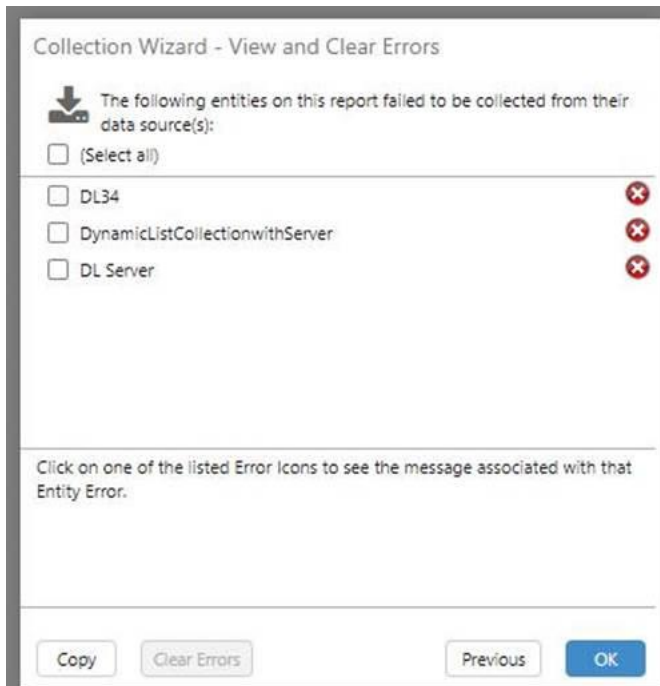 Collection Wizard - View and Clear Errors
The following entities on this report failed to be collected from their
data source(s):
(Select all)
DL34
DynamicListCollectionwithServer
DL Server
Click on one of the listed Error Icons to see the message associated with that
Entity Error.
Copy
Clear Errors
Previous
OK